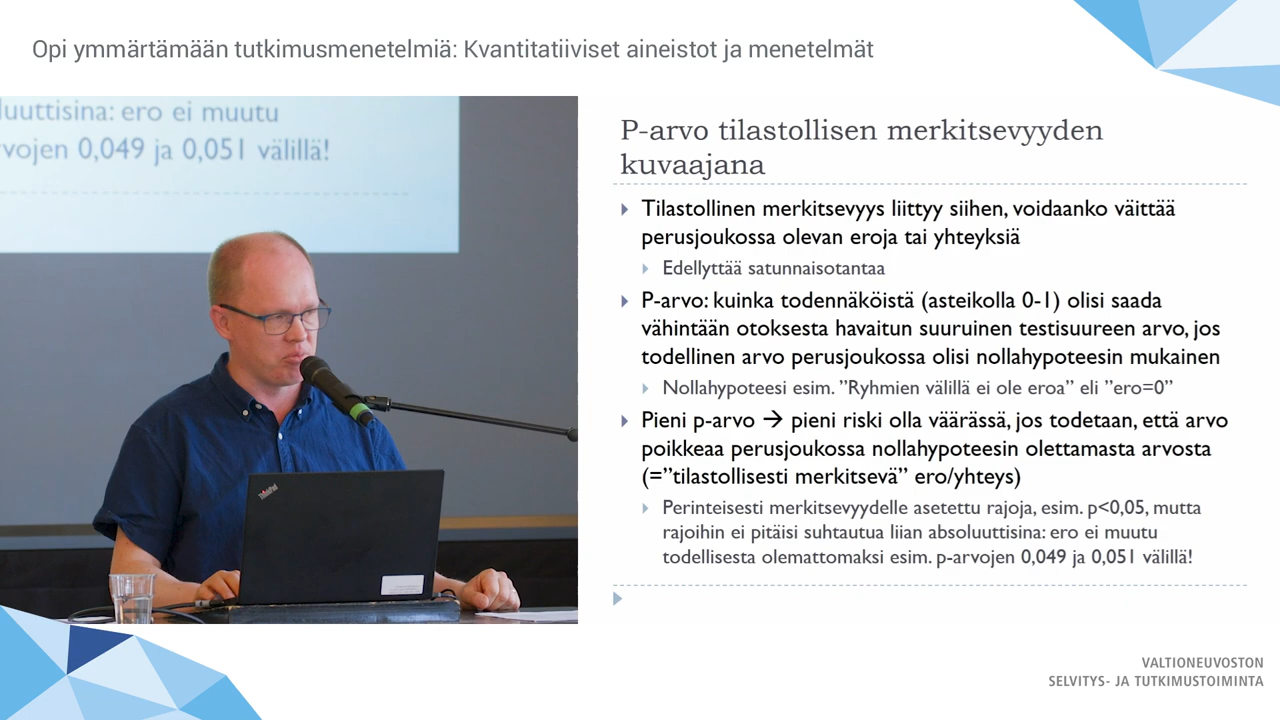 Opi ymmärtämään tutkimusmenetelmiä: Kvantitatiiviset aineistot ja menetelmät
luuttisina: ero ei muutu
rvojen 0,049 ja 0,051 välillä!
ThinkPad
P-arvo tilastollisen merkitsevyyden
kuvaajana
Tilastollinen merkitsevyys liittyy siihen, voidaanko väittää
perusjoukossa olevan eroja tai yhteyksiä
Edellyttää satunnaisotantaa
P-arvo: kuinka todennäköistä (asteikolla 0-1) olisi saada
vähintään otoksesta havaitun suuruinen testisuureen arvo, jos
todellinen arvo perusjoukossa olisi nollahypoteesin mukainen
Nollahypoteesi esim. ”Ryhmien välillä ei ole eroa” eli ”ero=0”
Pieni p-arvo → pieni riski olla väärässä, jos todetaan, että arvo
poikkeaa perusjoukossa nollahypoteesin olettamasta arvosta
(=”tilastollisesti merkitsevä” ero/yhteys)
Perinteisesti merkitsevyydelle asetettu rajoja, esim. p<0,05, mutta
rajoihin ei pitäisi suhtautua liian absoluuttisina: ero ei muutu
todellisesta olemattomaksi esim. p-arvojen 0,049 ja 0,051 välillä!
VALTIONEUVOSTON
SELVITYS- JA TUTKIMUSTOIMINTA